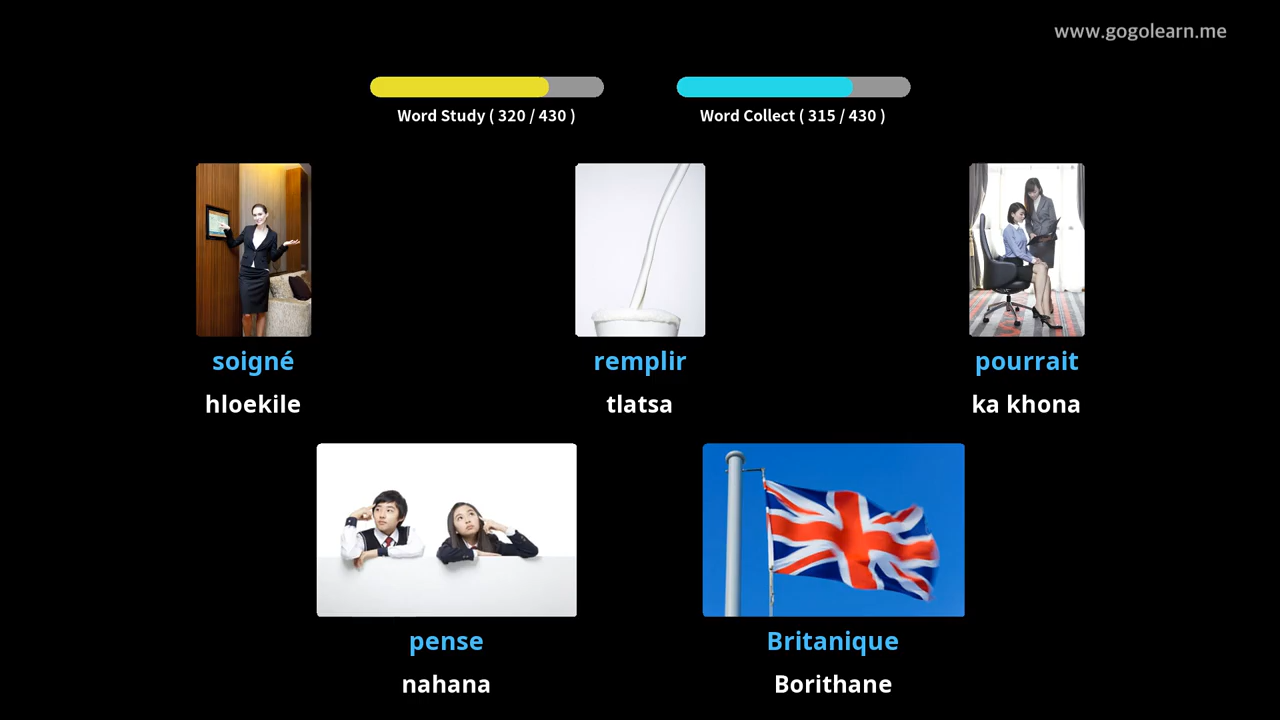 www.gogolearn.me
Word Study ( 320 / 430 )
Word Collect ( 315 / 430 )
soigné
hloekile
remplir
tlatsa
pourrait
ka khona
pense
nahana
Britanique
Borithane